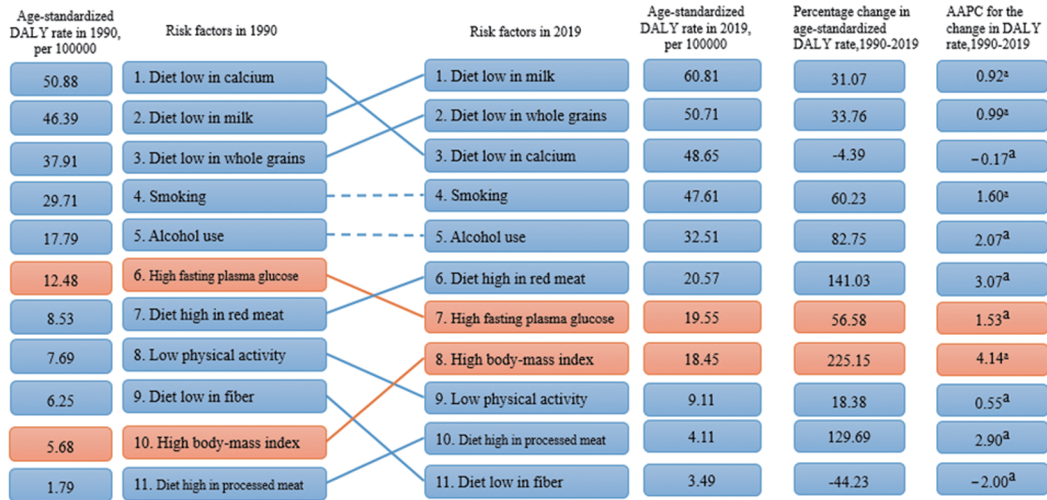 Age-standardized
DALY rate in 1990,
per 100000
Risk factors in 1990
Risk factors in 2019
Age-standardized
DALY rate in 2019,
per 100000
Percentage change in
age-standardized
DALY rate,1990-2019
AAPC for the
change in DALY
rate,1990-2019
50.88 1. Diet low in calcium 1. Diet low in milk 60.81 31.07 0.92ᵃ
46.39 2. Diet low in milk 2. Diet low in whole grains 50.71 33.76 0.99ᵃ
37.91 3. Diet low in whole grains 3. Diet low in calcium 48.65 -4.39 −0.17ᵃ
29.71 4. Smoking 4. Smoking 47.61 60.23 1.60ᵃ
17.79 5. Alcohol use 5. Alcohol use 32.51 82.75 2.07ᵃ
12.48 6. High fasting plasma glucose 6. Diet high in red meat 20.57 141.03 3.07ᵃ
8.53 7. Diet high in red meat 7. High fasting plasma glucose 19.55 56.58 1.53ᵃ
7.69 8. Low physical activity 8. High body-mass index 18.45 225.15 4.14ᵃ
6.25 9. Diet low in fiber 9. Low physical activity 9.11 18.38 0.55ᵃ
5.68 10. High body-mass index 10. Diet high in processed meat 4.11 129.69 2.90ᵃ
1.79 11. Diet high in processed meat 11. Diet low in fiber 3.49 -44.23 −2.00ᵃ